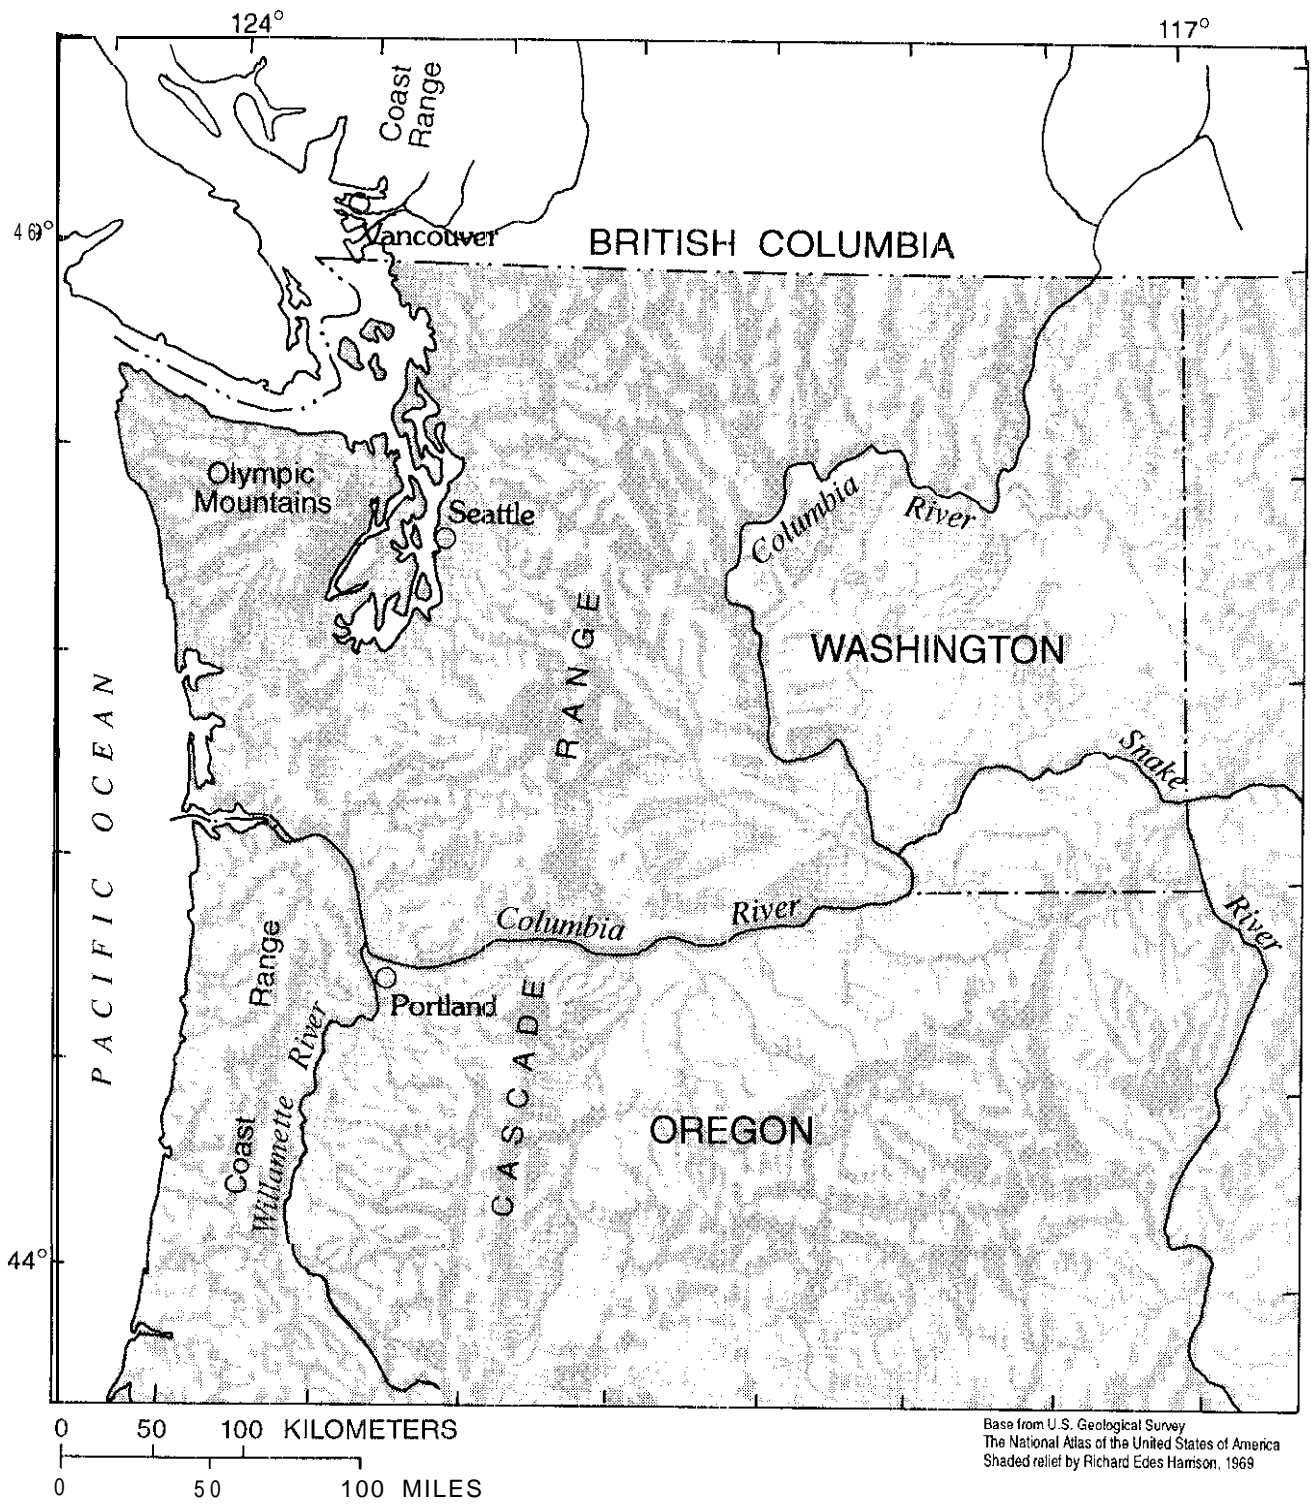 124°
117°
Coast
Range
49°
Vancouver
BRITISH COLUMBIA
Olympic
Mountains
Seattle
Columbia
River
RANGE
WASHINGTON
PACIFIC OCEAN
Snake
River
Columbia
River
Range
Coast
Portland
River
Willamette
CASCADE
OREGON
44°
0 50 100 KILOMETERS
0 50 100 MILES
Base from U.S. Geological Survey
The National Atlas of the United States of America
Shaded relief by Richard Edes Harrison, 1969